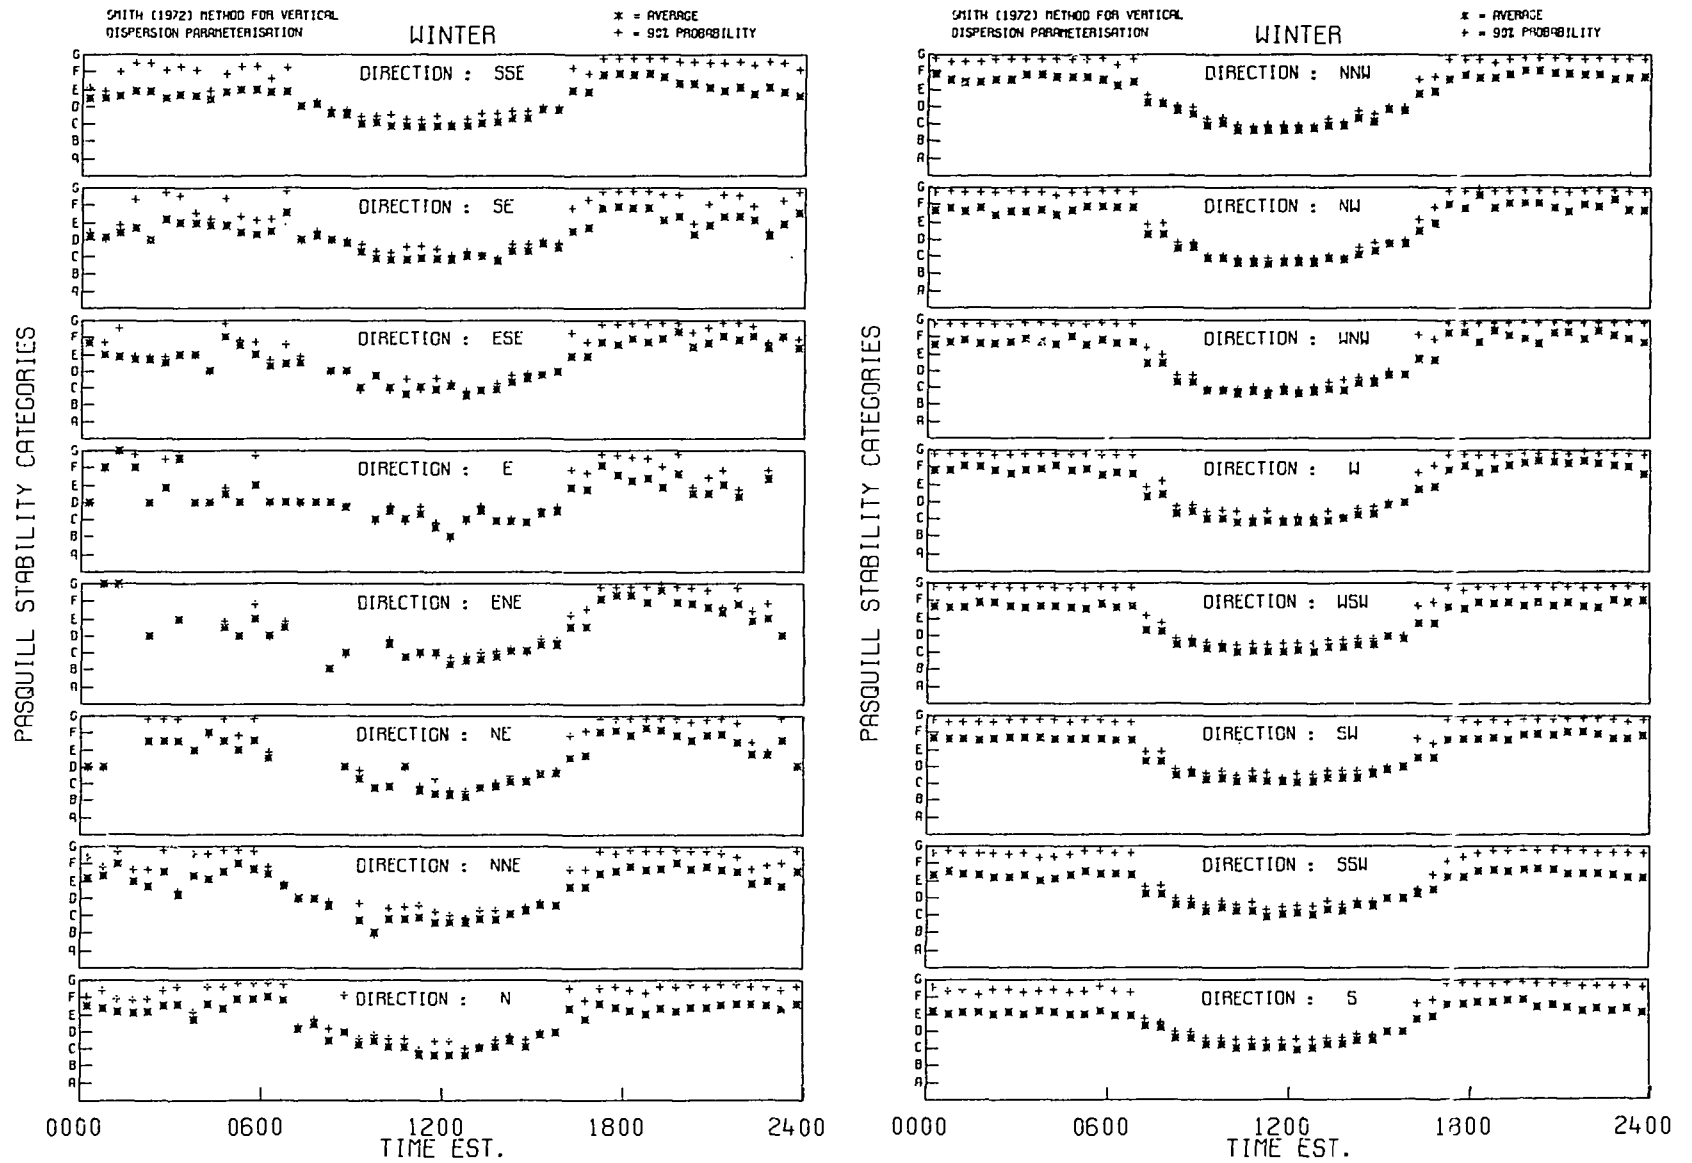 SMITH (1972) METHOD FOR VERTICAL
DISPERSION PARAMETERISATION
WINTER
* = AVERAGE
+ = 90% PROBABILITY
PASQUILL STABILITY CATEGORIES
G
F
E
D
C
B
A
DIRECTION : SSE
G
F
E
D
C
B
A
DIRECTION : SE
G
F
E
D
C
B
A
DIRECTION : ESE
G
F
E
D
C
B
A
DIRECTION : E
G
F
E
D
C
B
A
DIRECTION : ENE
G
F
E
D
C
B
A
DIRECTION : NE
G
F
E
D
C
B
A
DIRECTION : NNE
G
F
E
D
C
B
A
DIRECTION : N
0000 0600 1200 1800 2400
TIME EST.
SMITH (1972) METHOD FOR VERTICAL
DISPERSION PARAMETERISATION
WINTER
* = AVERAGE
+ = 90% PROBABILITY
PASQUILL STABILITY CATEGORIES
G
F
E
D
C
B
A
DIRECTION : NNW
G
F
E
D
C
B
A
DIRECTION : NW
G
F
E
D
C
B
A
DIRECTION : WNW
G
F
E
D
C
B
A
DIRECTION : W
G
F
E
D
C
B
A
DIRECTION : WSW
G
F
E
D
C
B
A
DIRECTION : SW
G
F
E
D
C
B
A
DIRECTION : SSW
G
F
E
D
C
B
A
DIRECTION : S
0000 0600 1200 1800 2400
TIME EST.